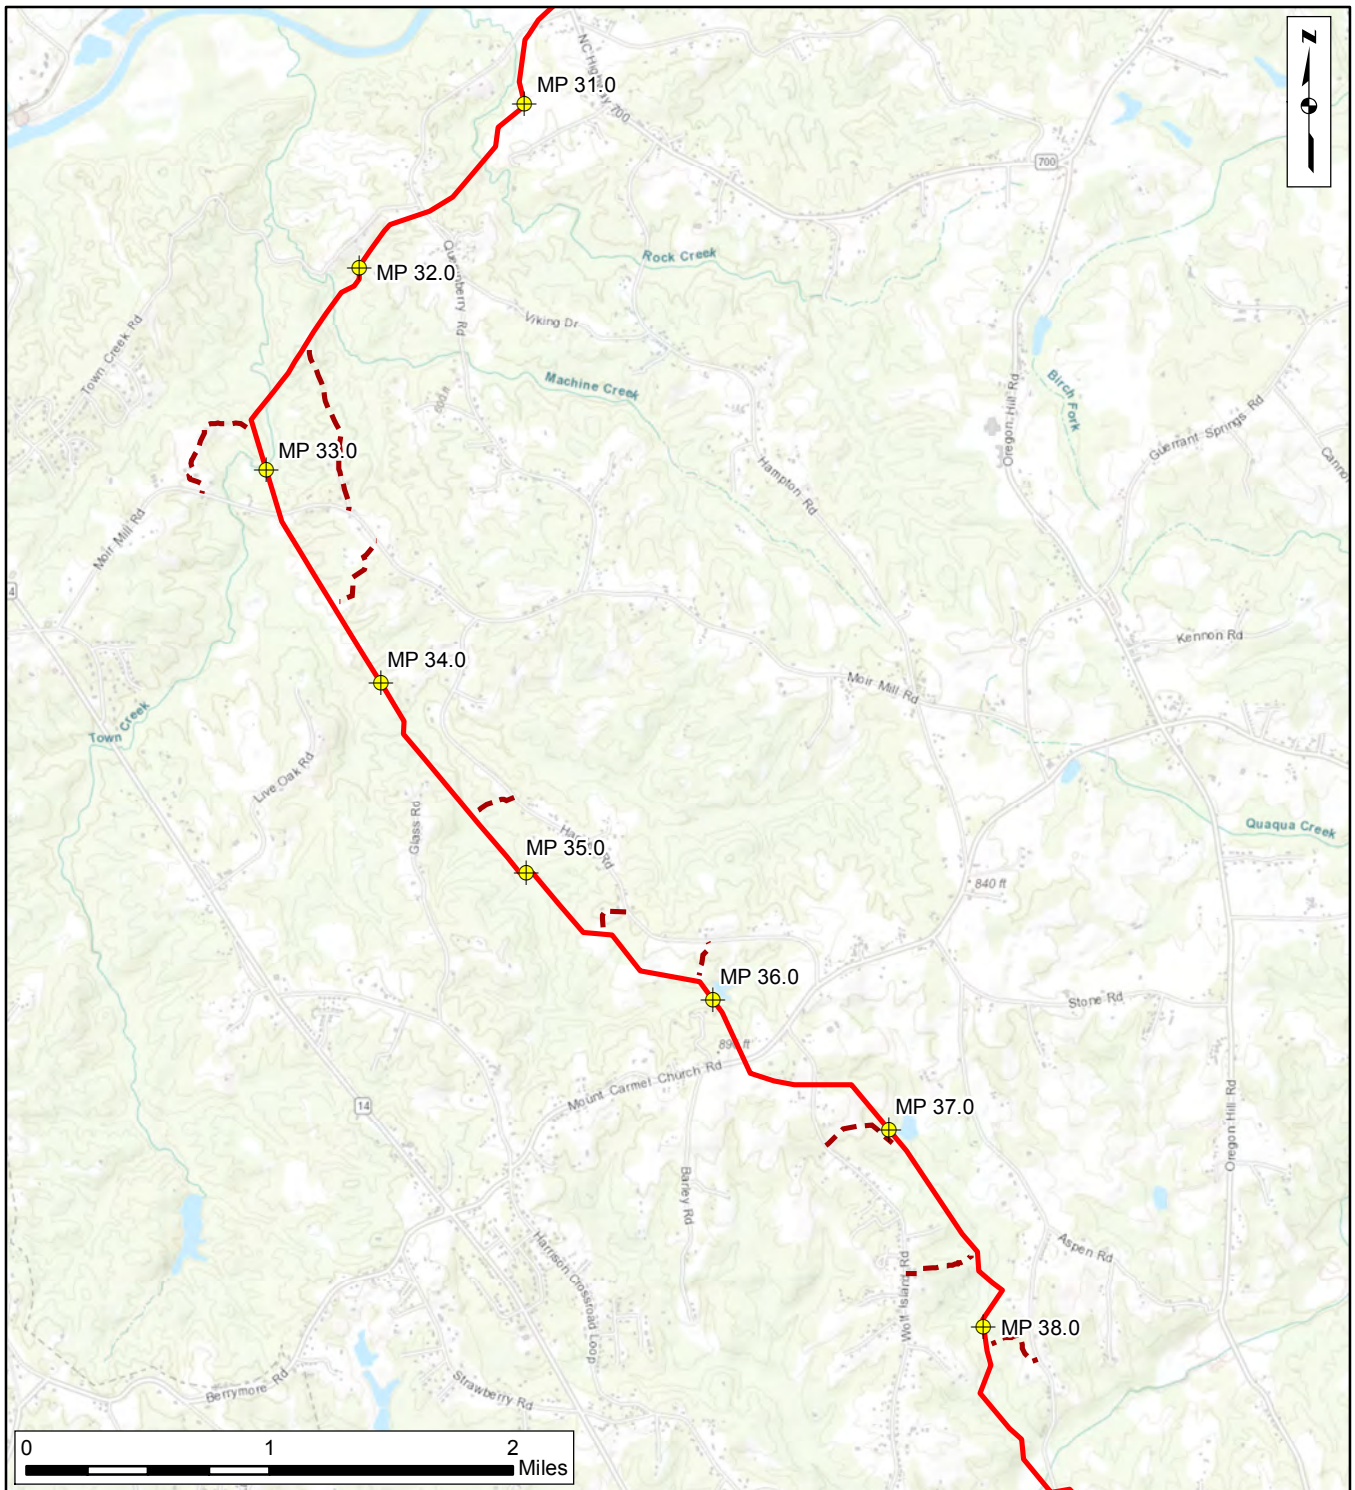 N
NC Highway 700
MP 31.0
700
Rock Creek
MP 32.0
Quesinberry Rd
Viking Dr
Town Creek Rd
Machine Creek
Birch Fork
Oregon Hill Rd
Guerrant Springs Rd
MP 33.0
Hampton Rd
Moir Mill Rd
4
Kennon Rd
MP 34.0
Moir Mill Rd
Town Creek
Live Oak Rd
Glass Rd
Quaqua Creek
MP 35.0
840 ft
MP 36.0
Stone Rd
Mount Carmel Church Rd
14
MP 37.0
Oregon Hill Rd
Barley Rd
Aspen Rd
Harrison Crossroad Loop
Wolf Island Rd
MP 38.0
Berrymore Rd
Strawberry Rd
0 1 2
Miles